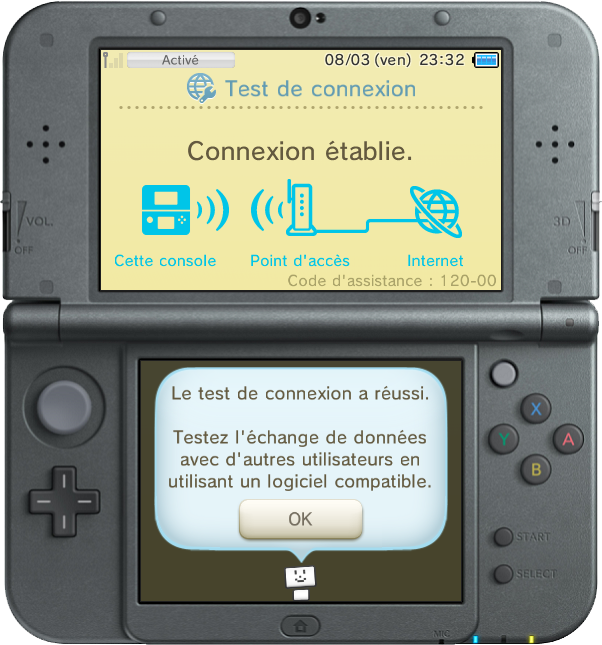 Activé 08/03 (ven) 23:32
Test de connexion
Connexion établie.
Cette console Point d'accès Internet
Code d'assistance : 120-00
VOL.
OFF
3D
OFF
Le test de connexion a réussi.
Testez l'échange de données
avec d'autres utilisateurs en
utilisant un logiciel compatible.
OK
X
Y A
B
START
SELECT
MIC